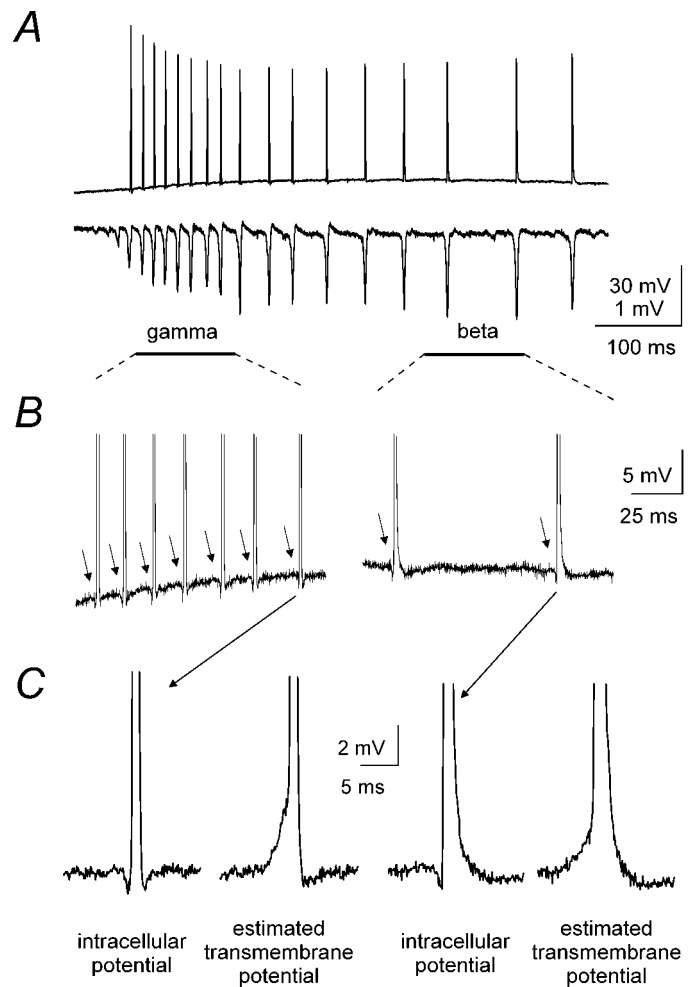 A
30 mV
1 mV
100 ms
gamma
beta
B
5 mV
25 ms
C
2 mV
5 ms
intracellular
potential
estimated
transmembrane
potential
intracellular
potential
estimated
transmembrane
potential